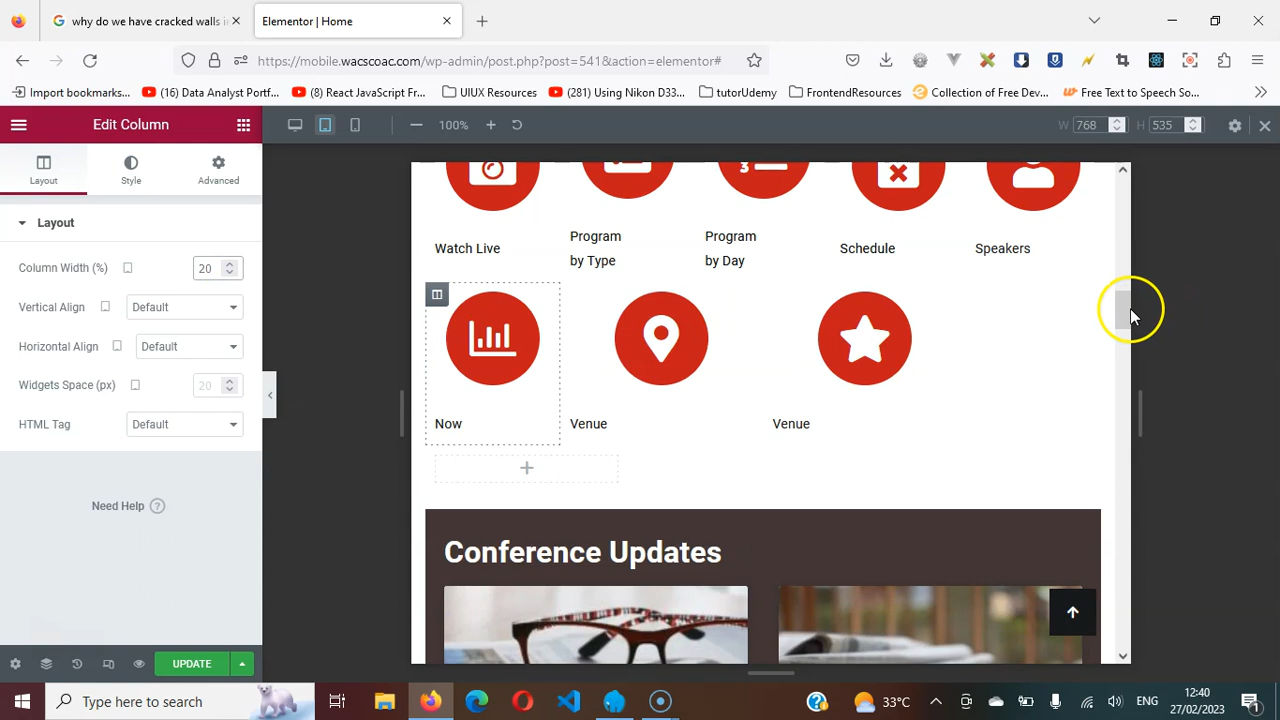 why do we have cracked walls i
Elementor | Home
https://mobile.worsscoac.com/wp-admin/post.php?post=541&action=elementor#
Import bookmarks...
(16) Data Analyst Portf...
(8) React JavaScript Fr...
UIUX Resources
(281) Using Nikon D33...
tutorUdemy
FrontendResources
Collection of Free Dev...
Free Text to Speech So...
Edit Column
100%
W 768
H 535
Layout
Style
Advanced
Layout
Column Width (%)
20
Vertical Align
Default
Horizontal Align
Default
Widgets Space (px)
20
HTML Tag
Default
Need Help
UPDATE
Watch Live
Program
by Type
Program
by Day
Schedule
Speakers
Now
Venue
Venue
Conference Updates
Type here to search
33°C
ENG
12:40
27/02/2023
1